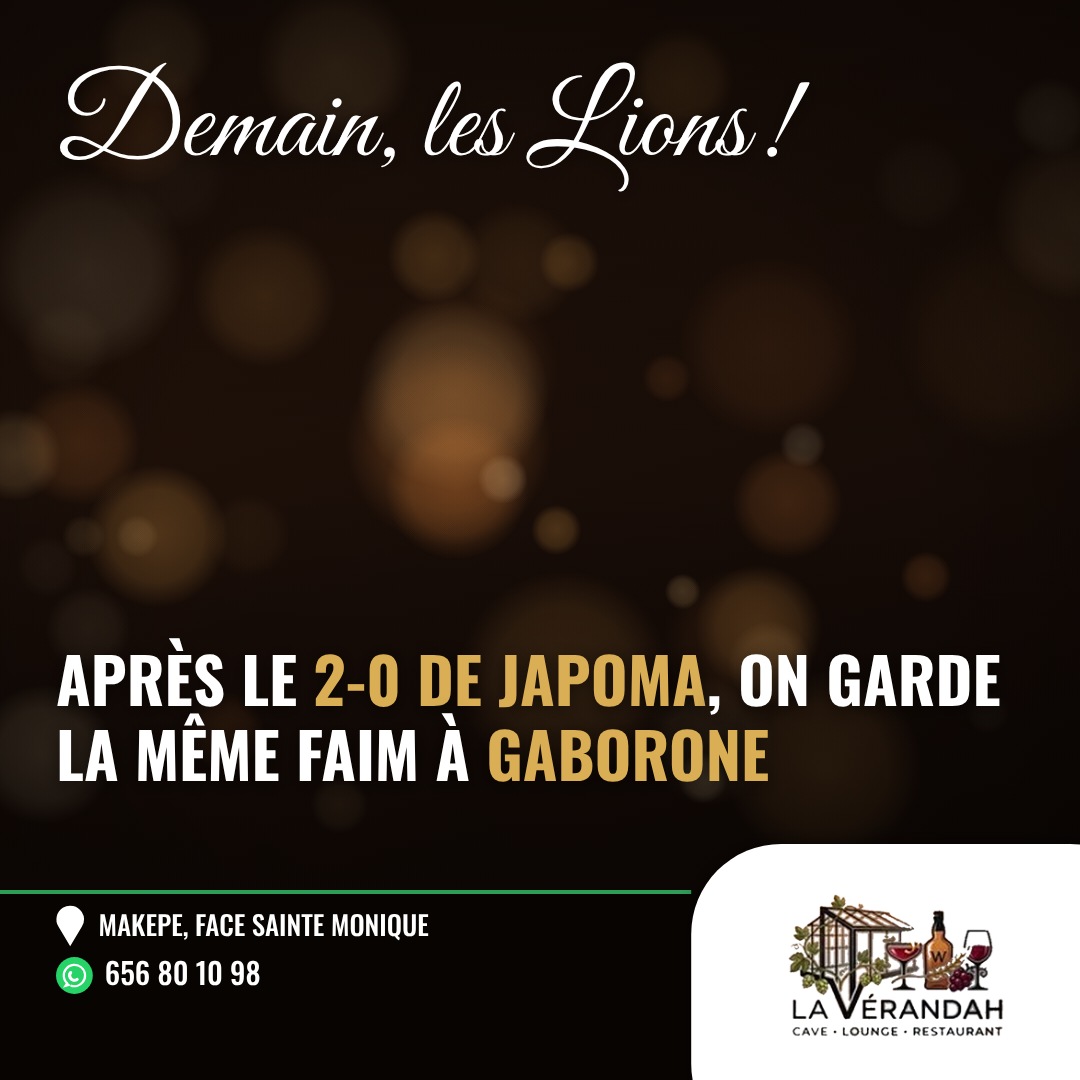 Demain, les Lions !
APRÈS LE 2-0 DE JAPOMA, ON GARDE
LA MÊME FAIM À GABORONE
MAKEPE, FACE SAINTE MONIQUE
656 80 10 98
W
LA VÉRANDAH
CAVE · LOUNGE · RESTAURANT